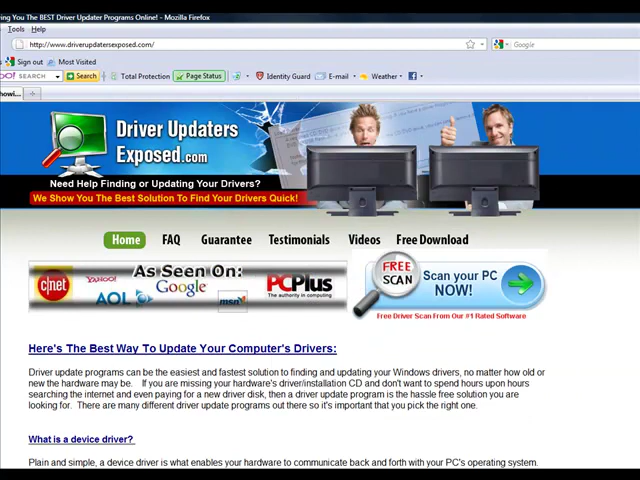 ing You The BEST Driver Updater Programs Online! - Mozilla Firefox
Tools Help
http://www.driverupdatersexposed.com/
Google
Sign out Most Visited
OO! SEARCH Search Total Protection Page Status Identity Guard E-mail Weather
howi...
Driver Updaters
Exposed.com
Need Help Finding or Updating Your Drivers?
We Show You The Best Solution To Find Your Drivers Quick!
Home FAQ Guarantee Testimonials Videos Free Download
As Seen On:
c|net YAHOO! AOL Google msn PCPlus
The authority in computing
FREE SCAN
Scan your PC
NOW!
Free Driver Scan From Our #1 Rated Software
Here's The Best Way To Update Your Computer's Drivers:
Driver update programs can be the easiest and fastest solution to finding and updating your Windows drivers, no matter how old or
new the hardware may be. If you are missing your hardware's driver/installation CD and don't want to spend hours upon hours
searching the internet and even paying for a new driver disk, then a driver update program is the hassle free solution you are
looking for. There are many different driver update programs out there so it's important that you pick the right one.
What is a device driver?
Plain and simple, a device driver is what enables your hardware to communicate back and forth with your PC's operating system.